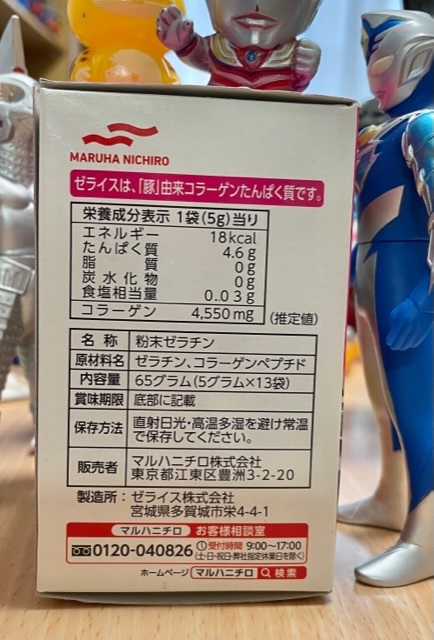 MARUHA NICHIRO
ゼライスは、「豚」由来コラーゲンたんぱく質です。
栄養成分表示 1袋(5g)当り
エネルギー 18kcal
たんぱく質 4.6g
脂質 0g
炭水化物 0g
食塩相当量 0.03g
コラーゲン 4,550mg (推定値)
名称 粉末ゼラチン
原材料名 ゼラチン、コラーゲンペプチド
内容量 65グラム(5グラム×13袋)
賞味期限 底部に記載
保存方法 直射日光・高温多湿を避け常温
で保存してください。
販売者 マルハニチロ株式会社
東京都江東区豊洲3-2-20
製造所:ゼライス株式会社
宮城県多賀城市栄4-4-1
マルハニチロ お客様相談室
0120-040826 受付時間 9:00~17:00
(土・日・祝日・弊社指定休業日を除く)
ホームページ マルハニチロ 検索